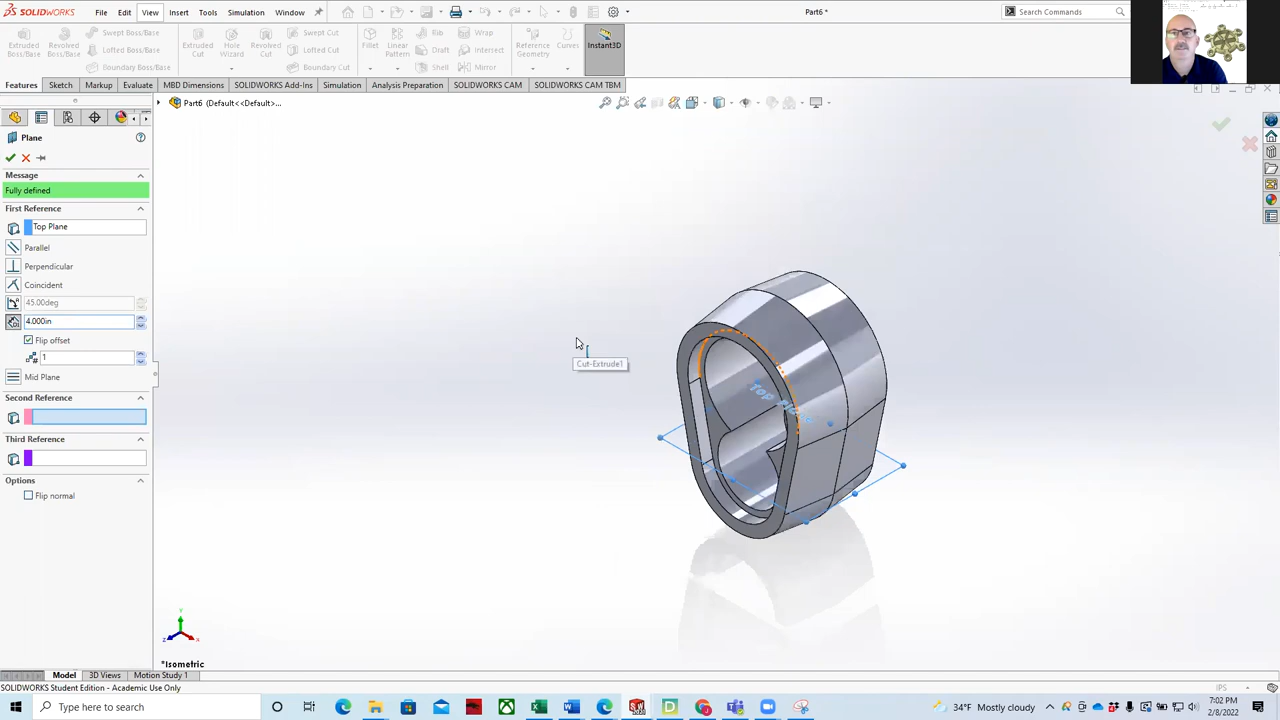 SOLIDWORKS File Edit View Insert Tools Simulation Window Part6 * Search Commands
Extruded Boss/Base Revolved Boss/Base Swept Boss/Base Lofted Boss/Base Boundary Boss/Base Extruded Cut Hole Wizard Revolved Cut Swept Cut Lofted Cut Boundary Cut Fillet Linear Pattern Rib Draft Shell Wrap Intersect Mirror Reference Geometry Curves Instant3D
Features Sketch Markup Evaluate MBD Dimensions SOLIDWORKS Add-Ins Simulation Analysis Preparation SOLIDWORKS CAM SOLIDWORKS CAM TBM
Part6 (Default<<Default>...
Plane
Message
Fully defined
First Reference
Top Plane
Parallel
Perpendicular
Coincident
45.00deg
4.000in
Flip offset
1
Mid Plane
Second Reference
Third Reference
Options
Flip normal
Cut-Extrude1
Top Plane
Y
Z
X
*Isometric
Model 3D Views Motion Study 1
SOLIDWORKS Student Edition - Academic Use Only IPS
Type here to search 34°F Mostly cloudy 7:02 PM
2/8/2022